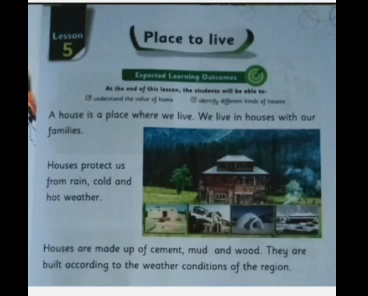 Lesson
5
Place to live
Expected Learning Outcomes
At the end of this lesson, the students will be able to:
understand the value of home identify different kinds of houses
A house is a place where we live. We live in houses with our
families.
Houses protect us
from rain, cold and
hot weather.
Houses are made up of cement, mud and wood. They are
built according to the weather conditions of the region.